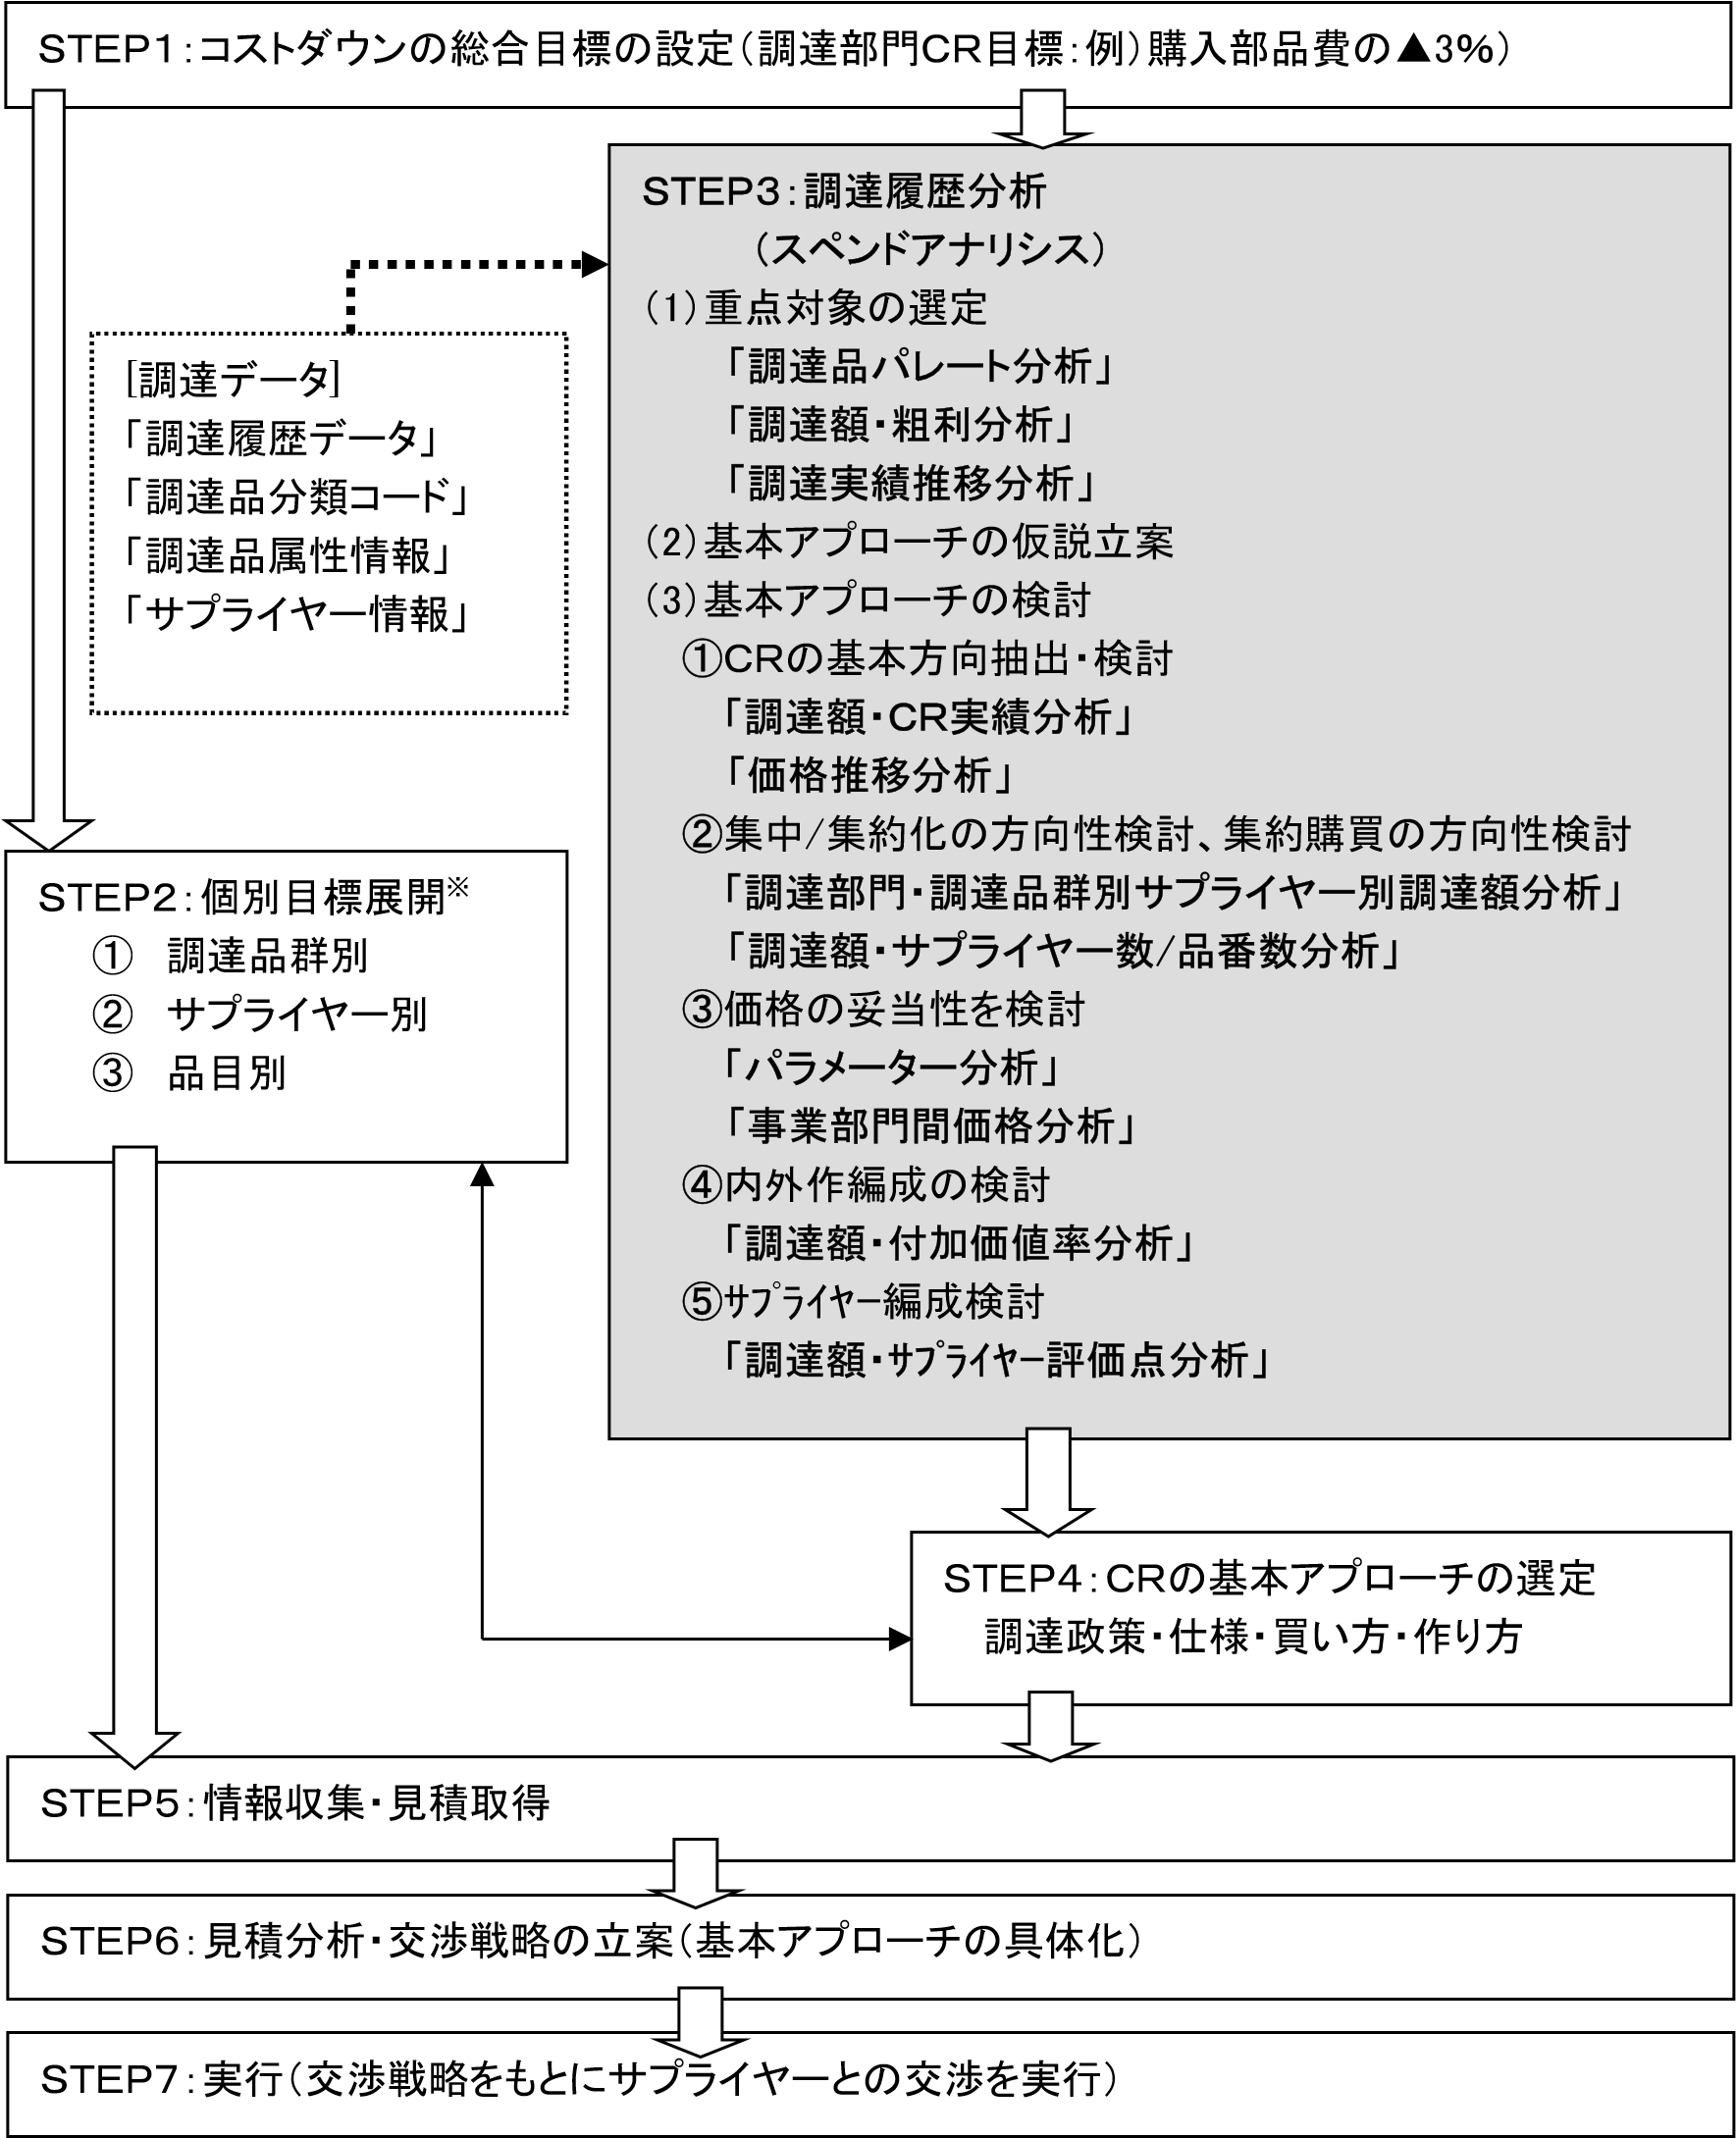 STEP1：コストダウンの総合目標の設定（調達部門CR目標：例）購入部品費の▲3％）
STEP3：調達履歴分析
（スペンドアナリシス）
（1）重点対象の選定
「調達品パレート分析」
「調達額・粗利分析」
「調達実績推移分析」
（2）基本アプローチの仮説立案
（3）基本アプローチの検討
①CRの基本方向抽出・検討
「調達額・CR実績分析」
「価格推移分析」
②集中/集約化の方向性検討、集約購買の方向性検討
「調達部門・調達品群別サプライヤー別調達額分析」
「調達額・サプライヤー数/品番数分析」
③価格の妥当性を検討
「パラメーター分析」
「事業部門間価格分析」
④内外作編成の検討
「調達額・付加価値率分析」
⑤ｻﾌﾟﾗｲﾔｰ編成検討
「調達額・ｻﾌﾟﾗｲﾔｰ評価点分析」
[調達データ]
「調達履歴データ」
「調達品分類コード」
「調達品属性情報」
「サプライヤー情報」
STEP2：個別目標展開※
①　調達品群別
②　サプライヤー別
③　品目別
STEP4：CRの基本アプローチの選定
調達政策・仕様・買い方・作り方
STEP5：情報収集・見積取得
STEP6：見積分析・交渉戦略の立案（基本アプローチの具体化）
STEP7：実行（交渉戦略をもとにサプライヤーとの交渉を実行）